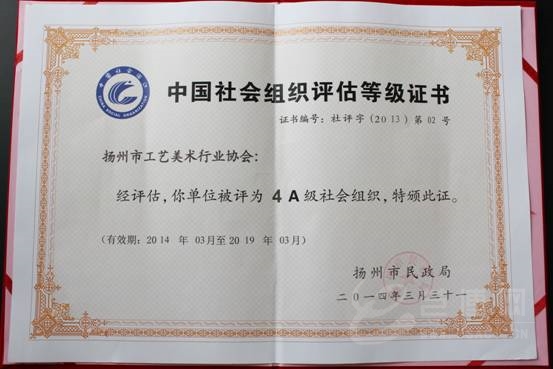 中国社会组织评估等级证书
证书编号：社评字(2013)第 02 号
扬州市工艺美术行业协会：
经评估，你单位被评为 4A级社会组织，特颁此证。
(有效期：2014 年 03月至2019 年 03月)
扬州市民政局
二〇一四年三月三十一